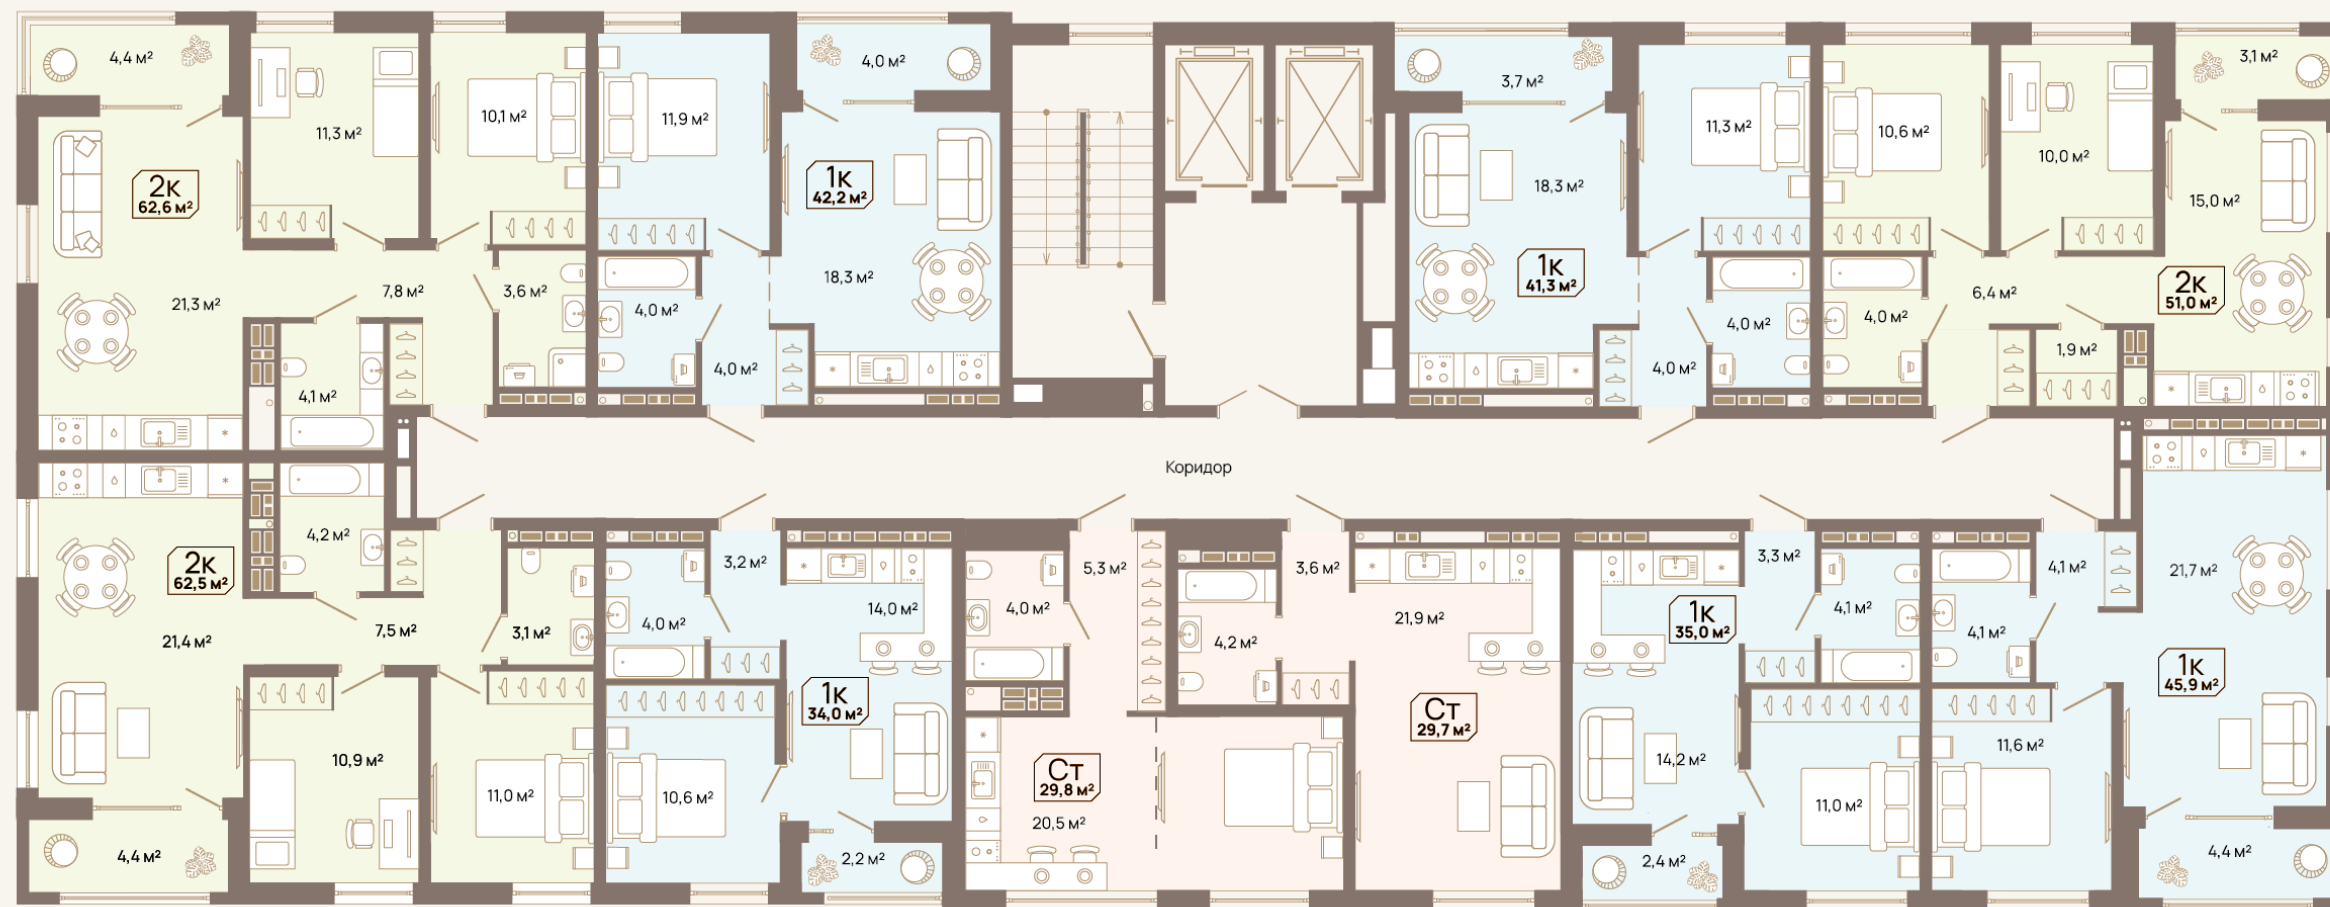 4,4 м²
11,3 м²
10,1 м²
11,9 м²
4,0 м²
3,7 м²
11,3 м²
10,6 м²
10,0 м²
3,1 м²
2К
62,6 м²
1К
42,2 м²
18,3 м²
15,0 м²
21,3 м²
7,8 м²
3,6 м²
4,0 м²
18,3 м²
1К
41,3 м²
4,0 м²
4,0 м²
6,4 м²
2К
51,0 м²
4,1 м²
4,0 м²
4,0 м²
1,9 м²
Коридор
4,2 м²
2К
62,5 м²
21,4 м²
7,5 м²
3,1 м²
4,0 м²
3,2 м²
14,0 м²
4,0 м²
5,3 м²
4,2 м²
3,6 м²
21,9 м²
1К
35,0 м²
3,3 м²
4,1 м²
4,1 м²
4,1 м²
21,7 м²
10,9 м²
11,0 м²
10,6 м²
1К
34,0 м²
Ст
29,8 м²
20,5 м²
Ст
29,7 м²
14,2 м²
11,0 м²
11,6 м²
1К
45,9 м²
4,4 м²
2,2 м²
2,4 м²
4,4 м²